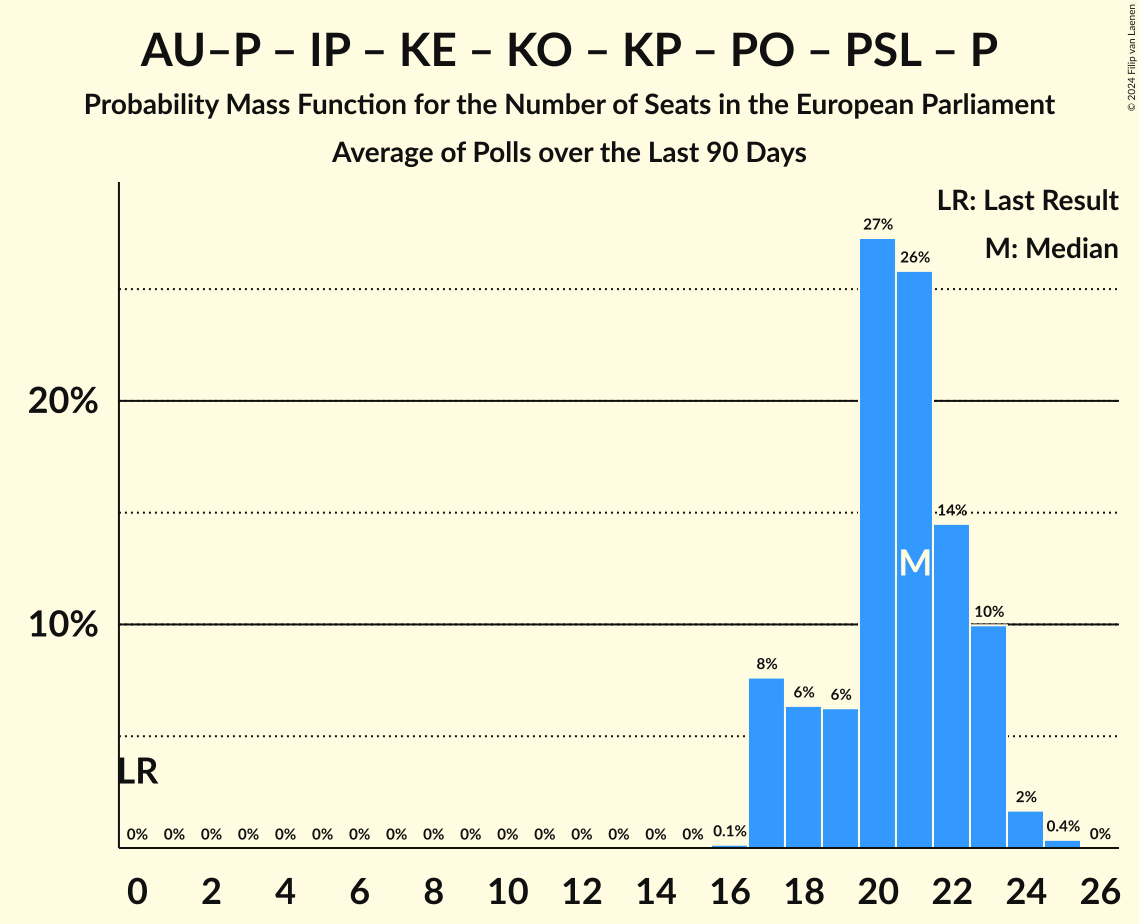 AU–P – IP – KE – KO – KP – PO – PSL – P
Probability Mass Function for the Number of Seats in the European Parliament
Average of Polls over the Last 90 Days
© 2024 Filip van Laenen
LR: Last Result
M: Median
27%
26%
20%
14%
M
10%
10%
8%
6%
6%
LR
2%
0% 0% 0% 0% 0% 0% 0% 0% 0% 0% 0% 0% 0% 0% 0% 0% 0.1% 0.4% 0%
0 2 4 6 8 10 12 14 16 18 20 22 24 26